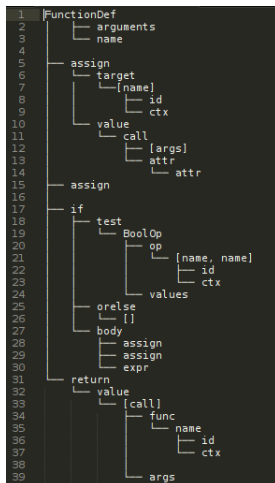 1 FunctionDef
2 │ ├── arguments
3 │ └── name
4 │
5 ├── assign
6 │ ├── target
7 │ │ └──[name]
8 │ │ ├── id
9 │ │ └── ctx
10 │ └── value
11 │ └── call
12 │ ├── [args]
13 │ └── attr
14 │ └── attr
15 ├── assign
16 │
17 ├── if
18 │ ├── test
19 │ │ └── BoolOp
20 │ │ ├── op
21 │ │ │ └── [name, name]
22 │ │ │ ├── id
23 │ │ │ └── ctx
24 │ │ └── values
25 │ ├── orelse
26 │ │ └── []
27 │ └── body
28 │ ├── assign
29 │ ├── assign
30 │ └── expr
31 └── return
32 └── value
33 └── [call]
34 ├── func
35 │ └── name
36 │ ├── id
37 │ └── ctx
38 │
39 └── args